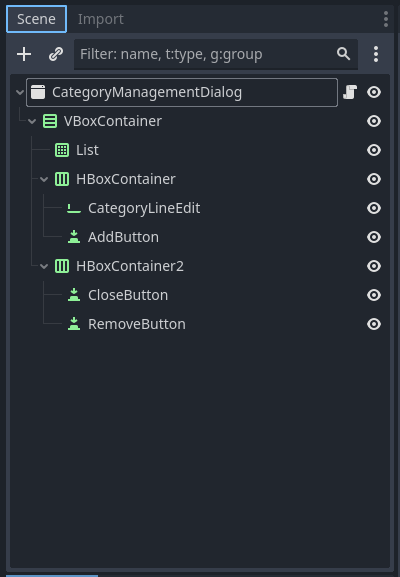 Scene Import
Filter: name, t:type, g:group
CategoryManagementDialog
VBoxContainer
List
HBoxContainer
CategoryLineEdit
AddButton
HBoxContainer2
CloseButton
RemoveButton